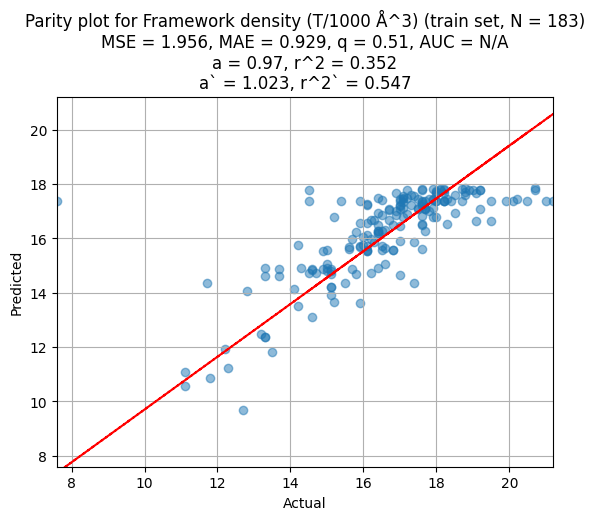 Parity plot for Framework density (T/1000 Å^3) (train set, N = 183)
MSE = 1.956, MAE = 0.929, q = 0.51, AUC = N/A
a = 0.97, r^2 = 0.352
a` = 1.023, r^2` = 0.547
Predicted
20
18
16
14
12
10
8
8 10 12 14 16 18 20
Actual